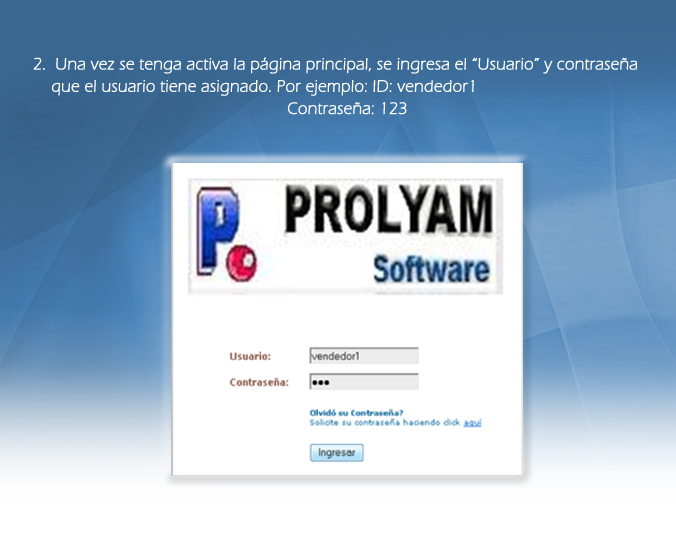 2. Una vez se tenga activa la página principal, se ingresa el "Usuario" y contraseña
que el usuario tiene asignado. Por ejemplo: ID: vendedor1
Contraseña: 123
P.
PROLYAM
Software
Usuario: vendedor1
Contraseña: •••
Olvidó su Contraseña?
Solicite su contraseña haciendo click aquí
Ingresar